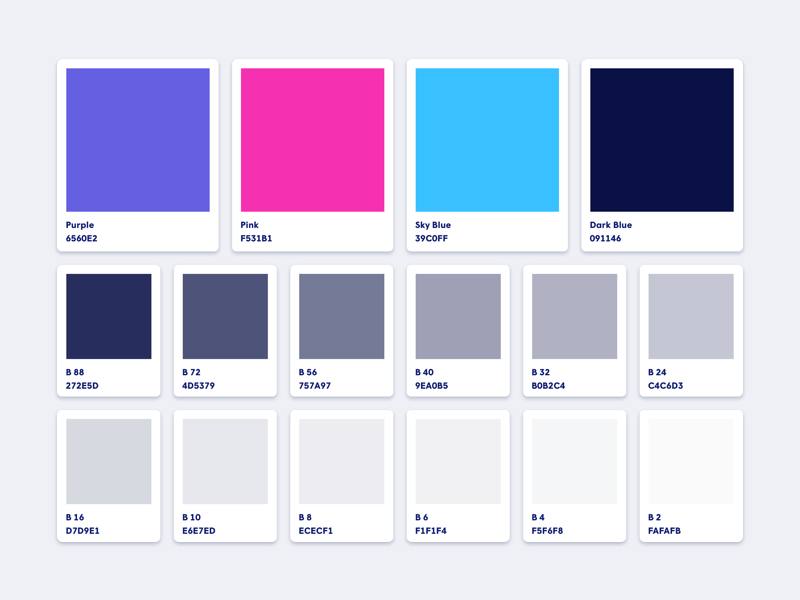 Purple
6560E2
Pink
F531B1
Sky Blue
39C0FF
Dark Blue
091146
B 88
272E5D
B 72
4D5379
B 56
757A97
B 40
9EA0B5
B 32
B0B2C4
B 24
C4C6D3
B 16
D7D9E1
B 10
E6E7ED
B 8
ECECF1
B 6
F1F1F4
B 4
F5F6F8
B 2
FAFAFB